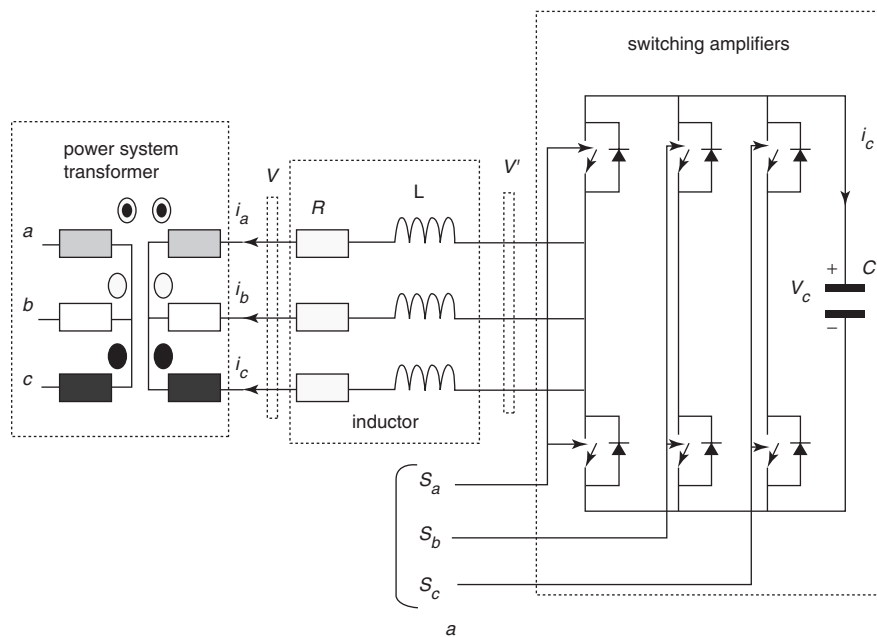 switching amplifiers
power system
transformer
V
V'
i_c
R
L
i_a
a
i_b
b
i_c
c
+
C
V_c
−
inductor
S_a
S_b
S_c
a